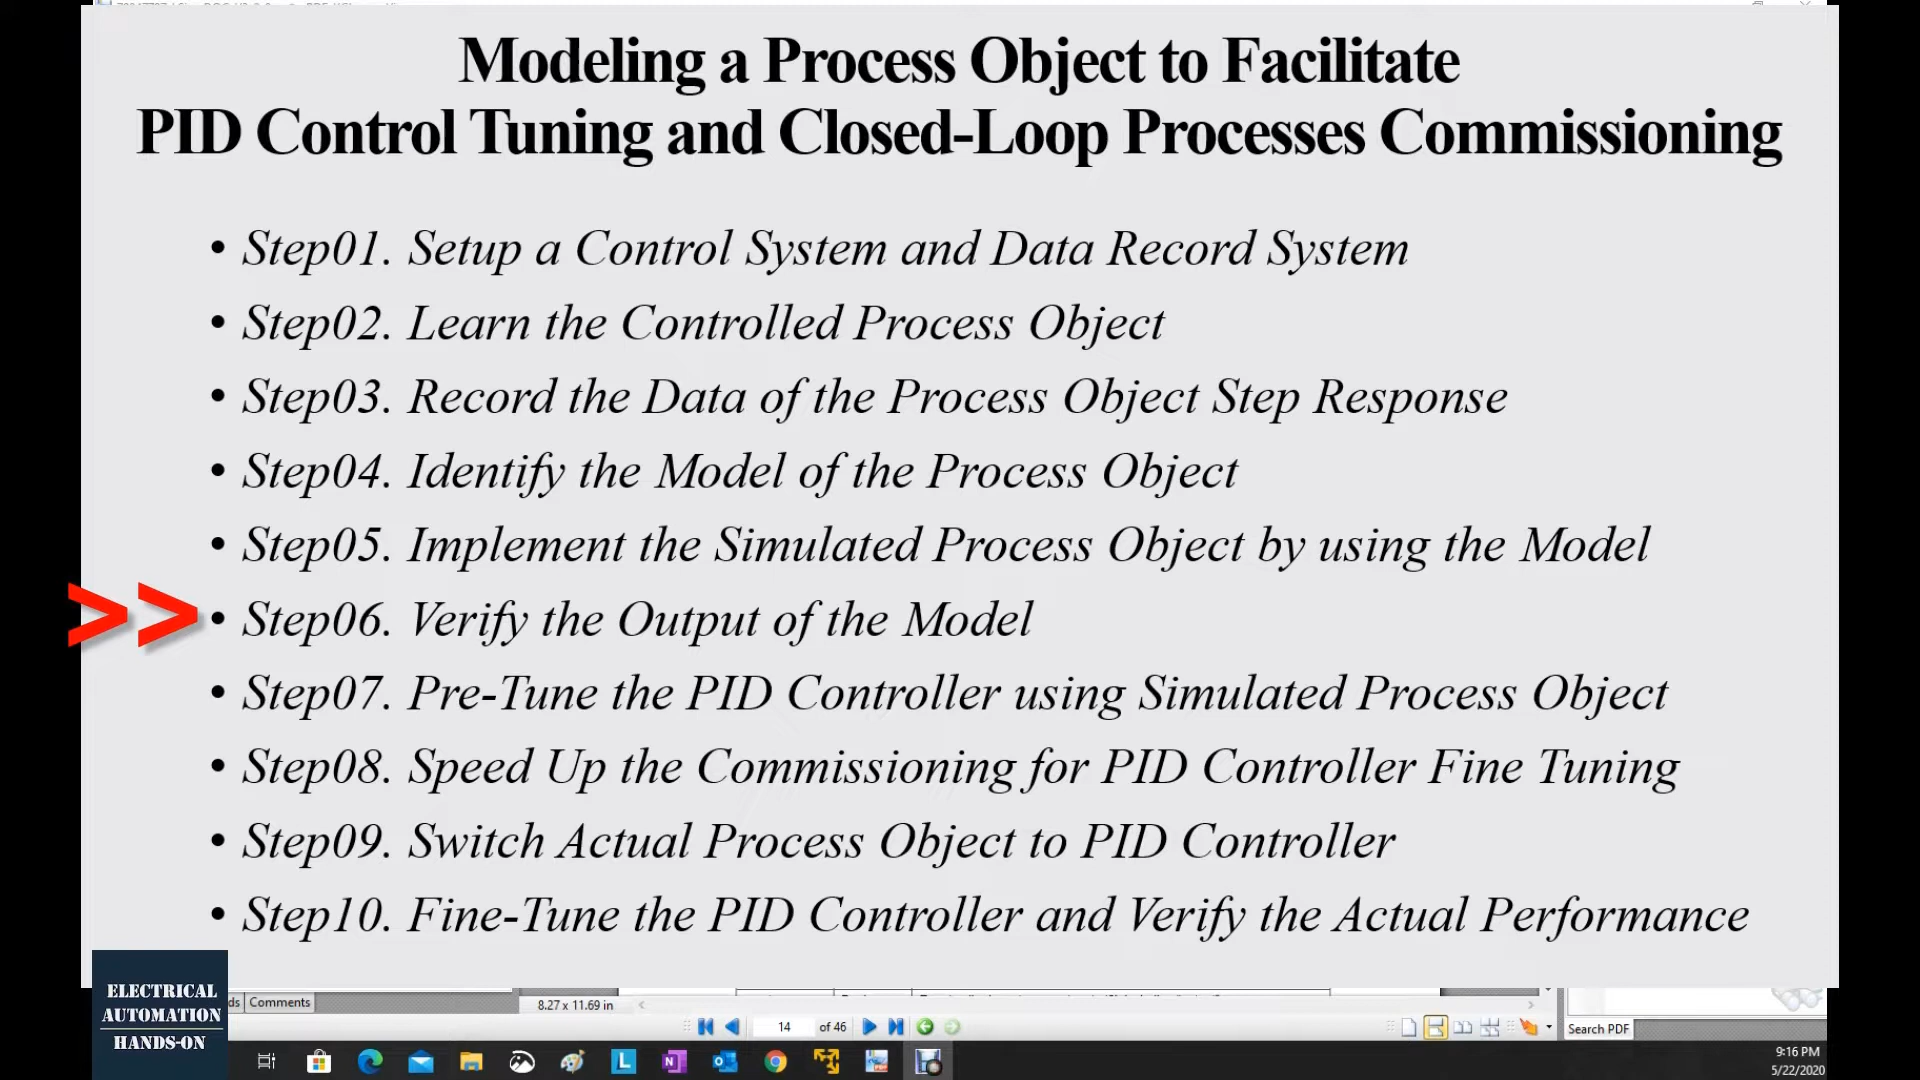 Modeling a Process Object to Facilitate
PID Control Tuning and Closed-Loop Processes Commissioning
• Step01. Setup a Control System and Data Record System
• Step02. Learn the Controlled Process Object
• Step03. Record the Data of the Process Object Step Response
• Step04. Identify the Model of the Process Object
• Step05. Implement the Simulated Process Object by using the Model
>> • Step06. Verify the Output of the Model
• Step07. Pre-Tune the PID Controller using Simulated Process Object
• Step08. Speed Up the Commissioning for PID Controller Fine Tuning
• Step09. Switch Actual Process Object to PID Controller
• Step10. Fine-Tune the PID Controller and Verify the Actual Performance
ELECTRICAL
AUTOMATION
HANDS-ON
ds Comments
8.27 x 11.69 in
14 of 46
Search PDF
9:16 PM
5/22/2020